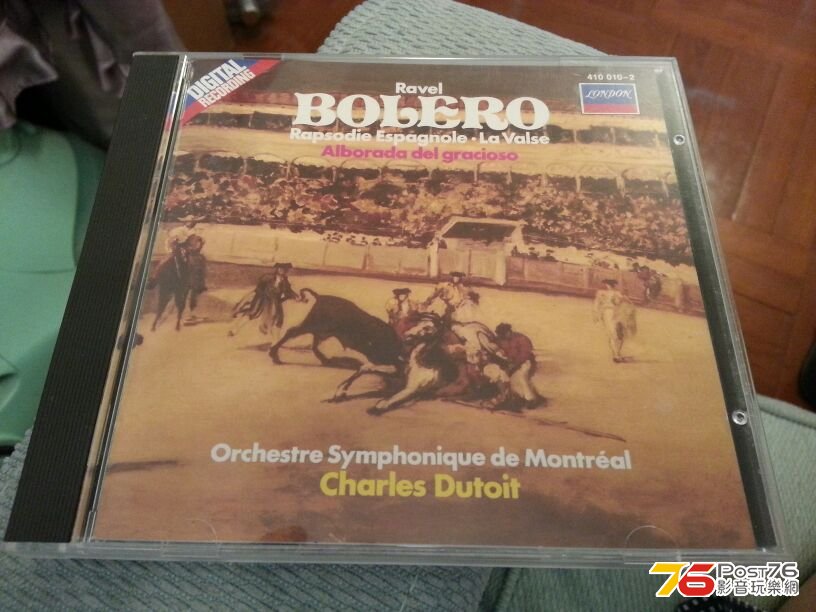 DIGITAL
RECORDING
410 010-2
LONDON
Ravel
BOLERO
Rapsodie Espagnole · La Valse
Alborada del gracioso
Orchestre Symphonique de Montréal
Charles Dutoit
76 Post76
影音玩樂網